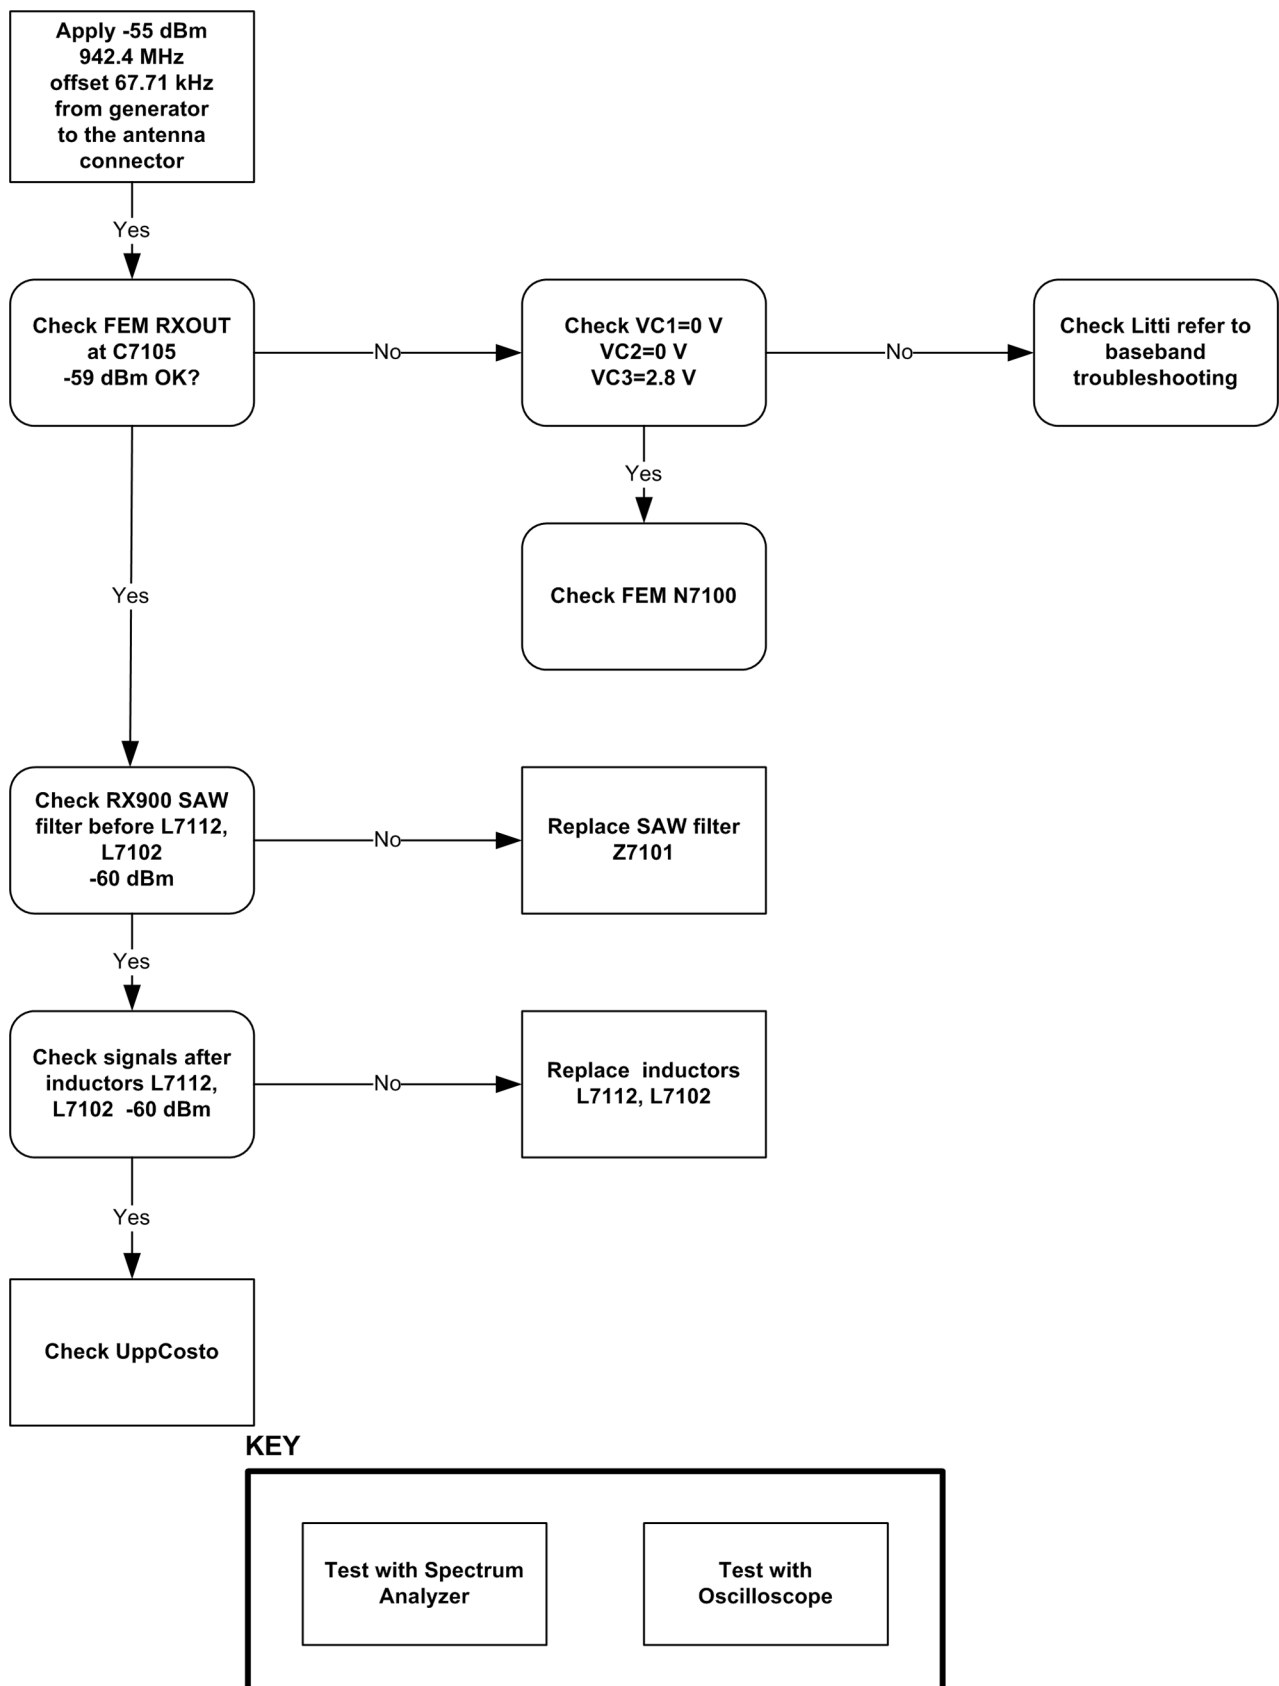 Apply -55 dBm
942.4 MHz
offset 67.71 kHz
from generator
to the antenna
connector
Yes
Check FEM RXOUT
at C7105
-59 dBm OK?
No
Check VC1=0 V
VC2=0 V
VC3=2.8 V
No
Check Litti refer to
baseband
troubleshooting
Yes
Check FEM N7100
Yes
Check RX900 SAW
filter before L7112,
L7102
-60 dBm
No
Replace SAW filter
Z7101
Yes
Check signals after
inductors L7112,
L7102  -60 dBm
No
Replace  inductors
L7112, L7102
Yes
Check UppCosto
KEY
Test with Spectrum
Analyzer
Test with
Oscilloscope